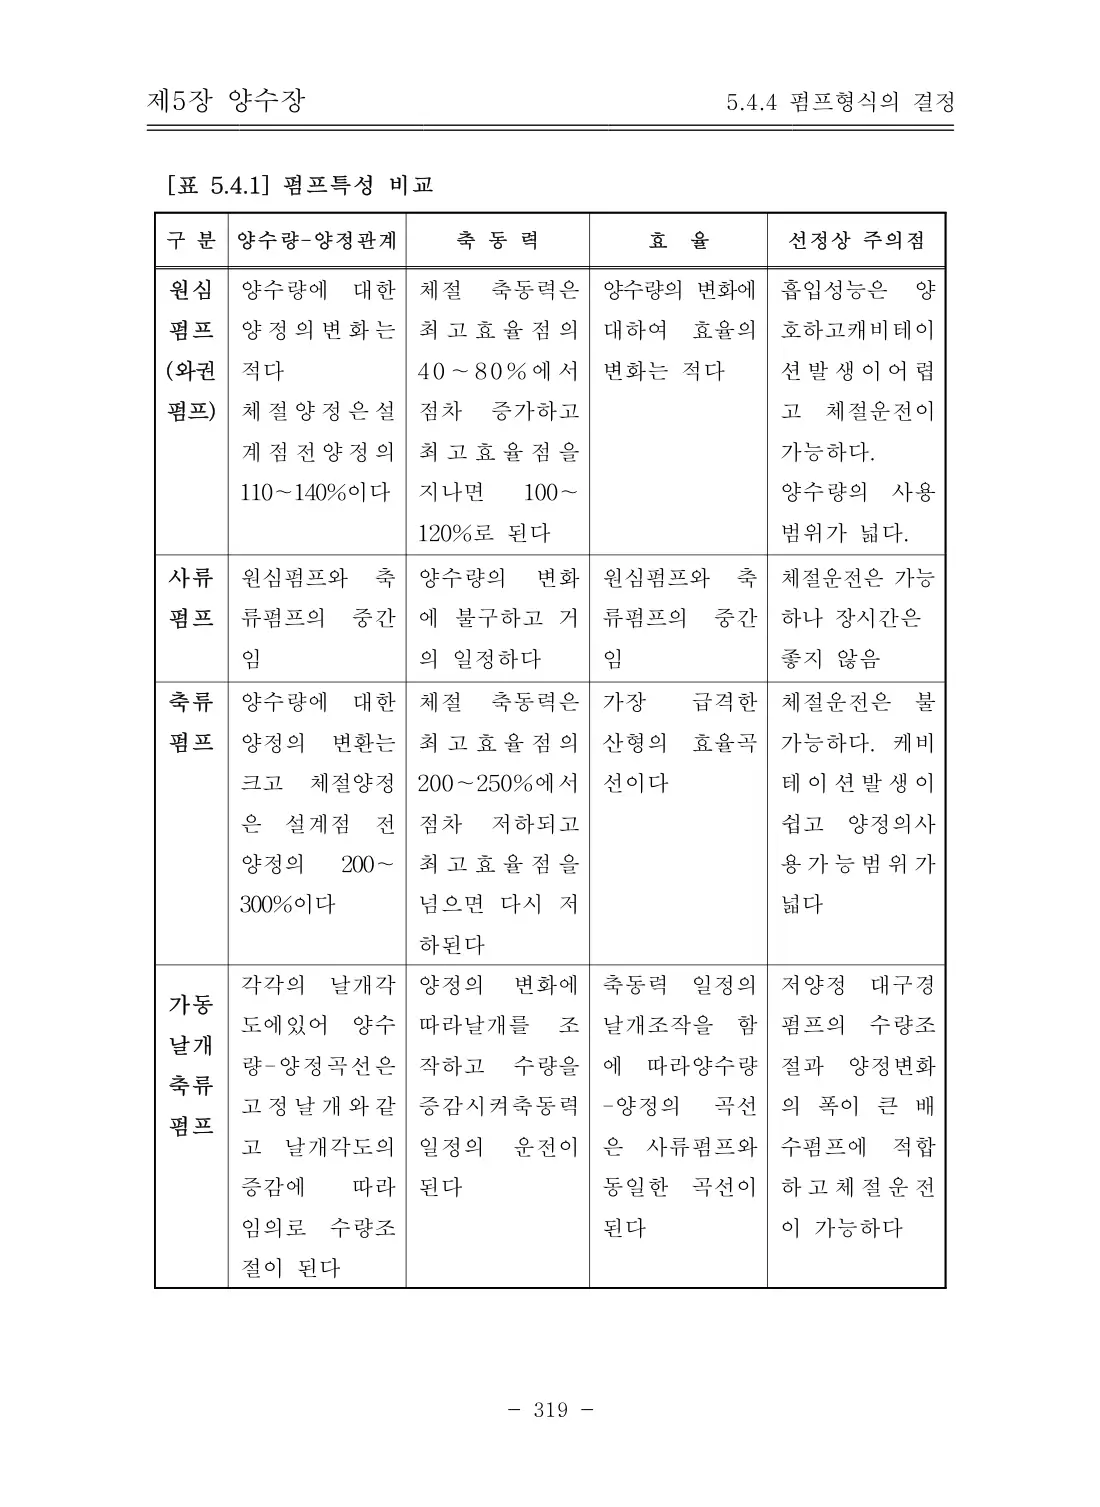 제5장 양수장
5.4.4 펌프형식의 결정
[표 5.4.1] 펌프특성 비교
구 분
양수량-양정관계
축 동 력
효 율
선정상 주의점
원심
펌프
(와권
펌프)
양수량에 대한
양정의변화는
적다
체절양정은설
계점전양정의
110~140%이다
체절 축동력은
최고효율점의
40~80%에서
점차 증가하고
최고효율점을
지나면 100~
120%로 된다
양수량의 변화에
대하여 효율의
변화는 적다
흡입성능은 양
호하고캐비테이
션발생이어렵
고 체절운전이
가능하다.
양수량의 사용
범위가 넓다.
사류
펌프
원심펌프와 축
류펌프의 중간
임
양수량의 변화
에 불구하고 거
의 일정하다
원심펌프와 축
류펌프의 중간
임
체절운전은 가능
하나 장시간은
좋지 않음
축류
펌프
양수량에 대한
양정의 변환는
크고 체절양정
은 설계점 전
양정의 200~
300%이다
체절 축동력은
최고효율점의
200~250%에서
점차 저하되고
최고효율점을
넘으면 다시 저
하된다
가장 급격한
산형의 효율곡
선이다
체절운전은 불
가능하다. 케비
테이션발생이
쉽고 양정의사
용가능범위가
넓다
가동
날개
축류
펌프
각각의 날개각
도에있어 양수
량-양정곡선은
고정날개와같
고 날개각도의
증감에 따라
임의로 수량조
절이 된다
양정의 변화에
따라날개를 조
작하고 수량을
증감시켜축동력
일정의 운전이
된다
축동력 일정의
날개조작을 함
에 따라양수량
-양정의 곡선
은 사류펌프와
동일한 곡선이
된다
저양정 대구경
펌프의 수량조
절과 양정변화
의 폭이 큰 배
수펌프에 적합
하고체절운전
이 가능하다
- 319 -